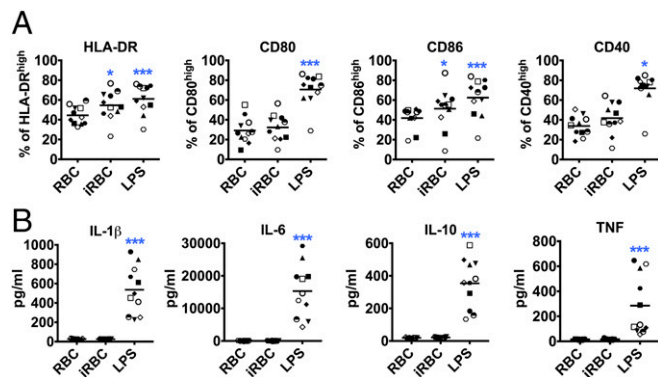 A
HLA-DR
CD80
CD86
CD40
% of HLA-DRhigh
100
80
60
40
20
0
*
***
RBC
iRBC
LPS
% of CD80high
100
80
60
40
20
0
***
RBC
iRBC
LPS
% of CD86high
100
80
60
40
20
0
*
***
RBC
iRBC
LPS
% of CD40high
100
80
60
40
20
0
*
RBC
iRBC
LPS
B
IL-1β
IL-6
IL-10
TNF
pg/ml
1000
800
600
400
200
0
***
RBC
iRBC
LPS
pg/ml
30000
20000
10000
0
***
RBC
iRBC
LPS
pg/ml
600
400
200
0
***
RBC
iRBC
LPS
pg/ml
800
600
400
200
0
***
RBC
iRBC
LPS